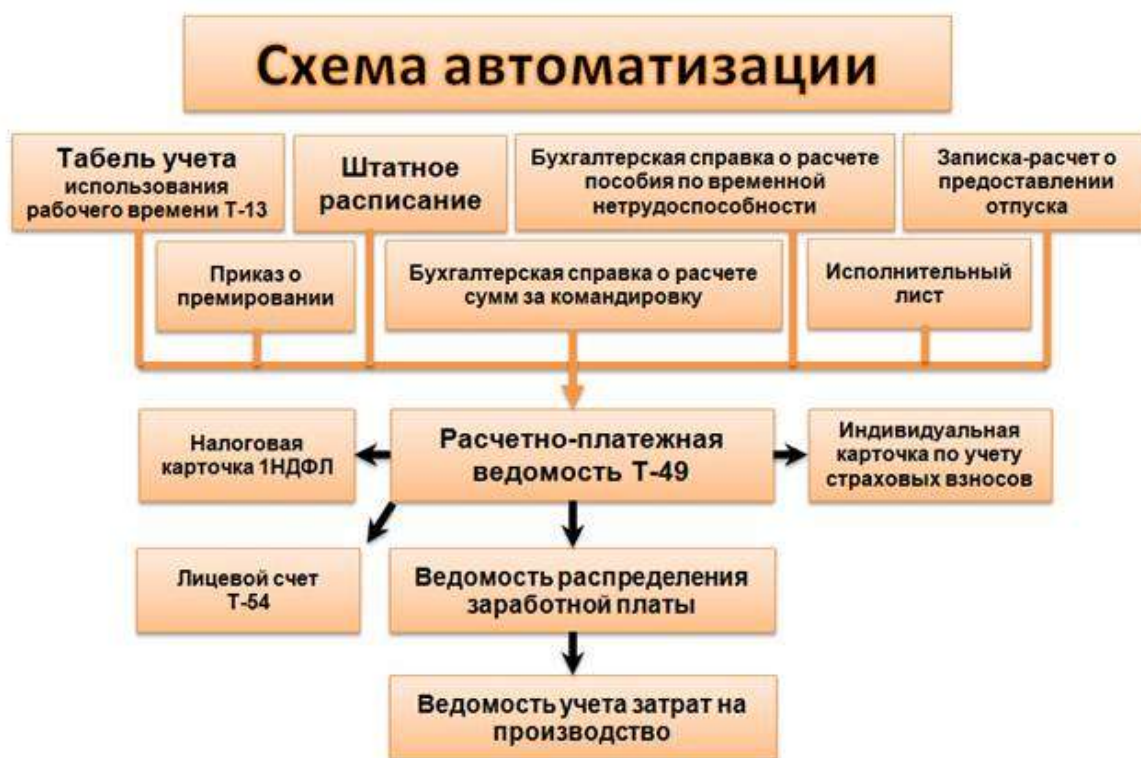 Схема автоматизации
Табель учета
использования
рабочего времени Т-13
Штатное
расписание
Бухгалтерская справка о расчете
пособия по временной
нетрудоспособности
Записка-расчет о
предоставлении
отпуска
Приказ о
премировании
Бухгалтерская справка о расчете
сумм за командировку
Исполнительный
лист
Налоговая
карточка 1НДФЛ
Расчетно-платежная
ведомость Т-49
Индивидуальная
карточка по учету
страховых взносов
Лицевой счет
Т-54
Ведомость распределения
заработной платы
Ведомость учета затрат на
производство